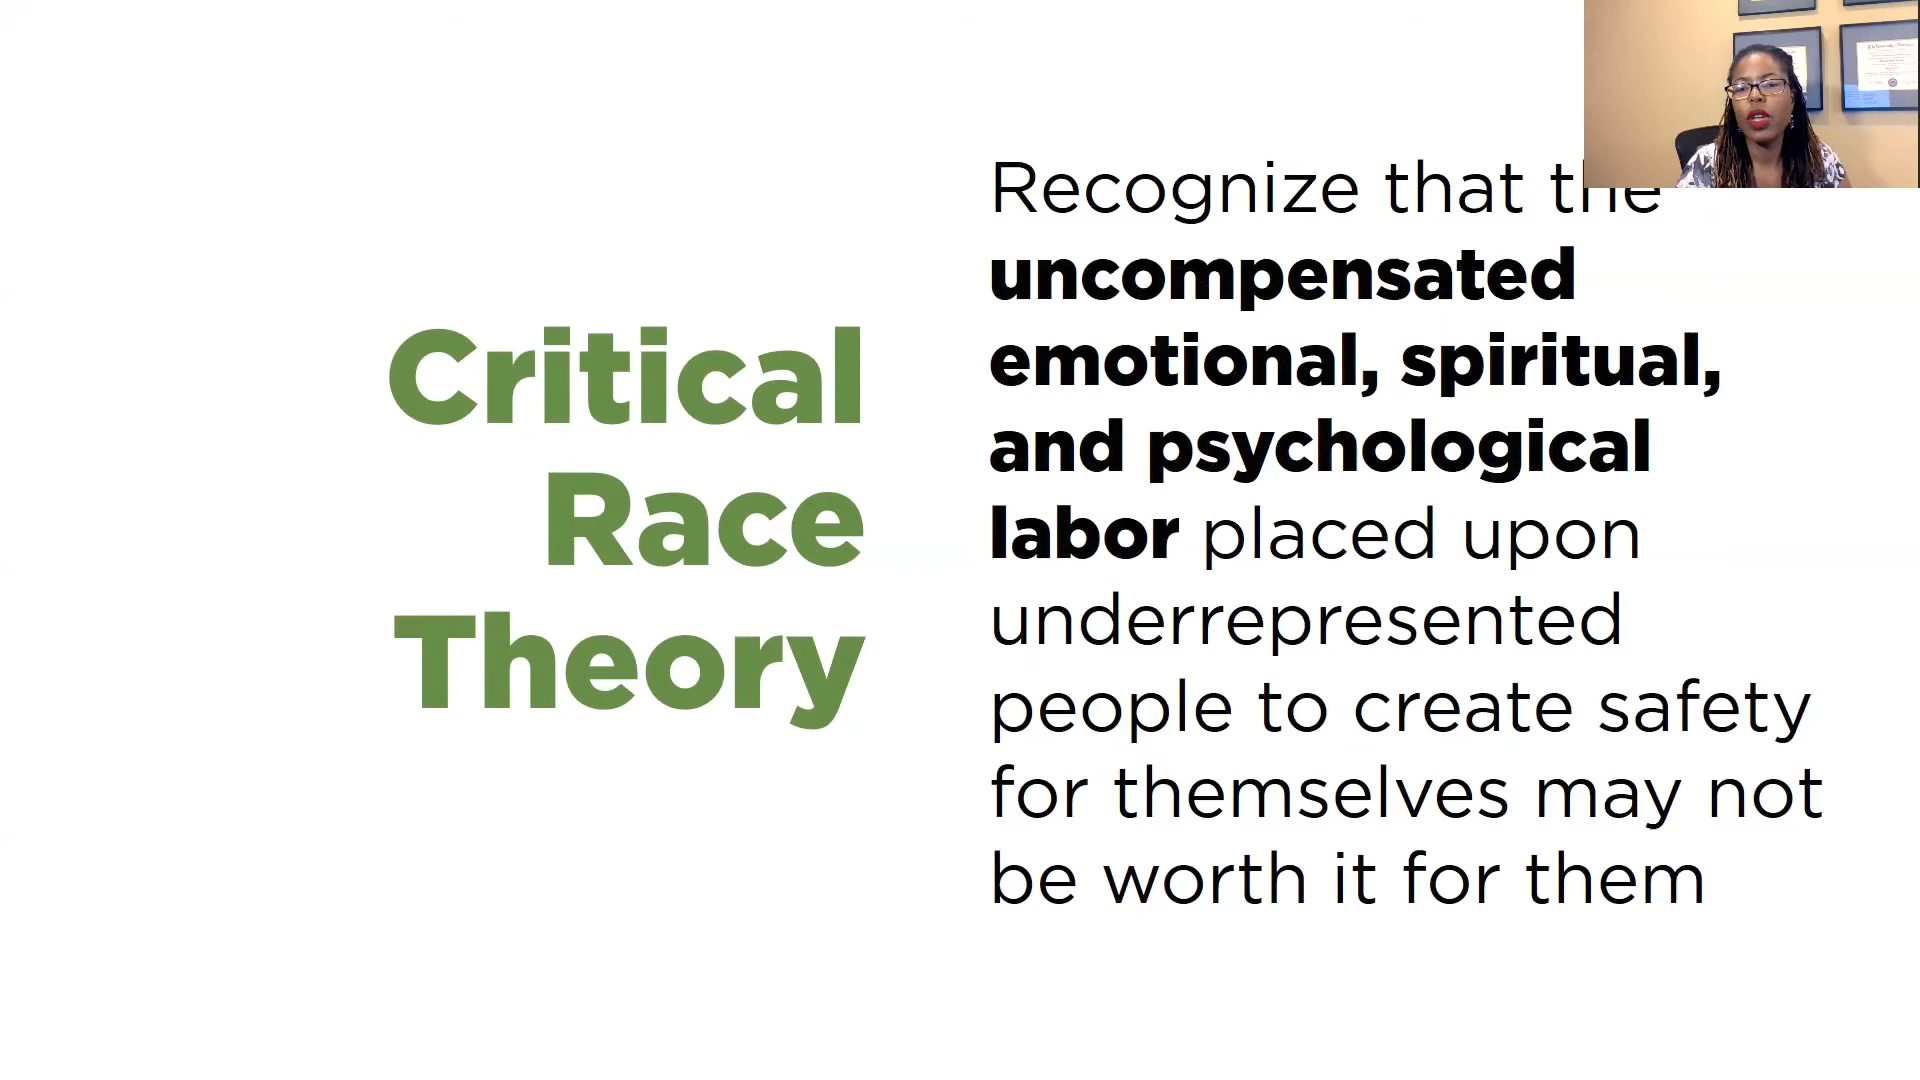 Critical
Race
Theory
Recognize that the
uncompensated
emotional, spiritual,
and psychological
labor placed upon
underrepresented
people to create safety
for themselves may not
be worth it for them